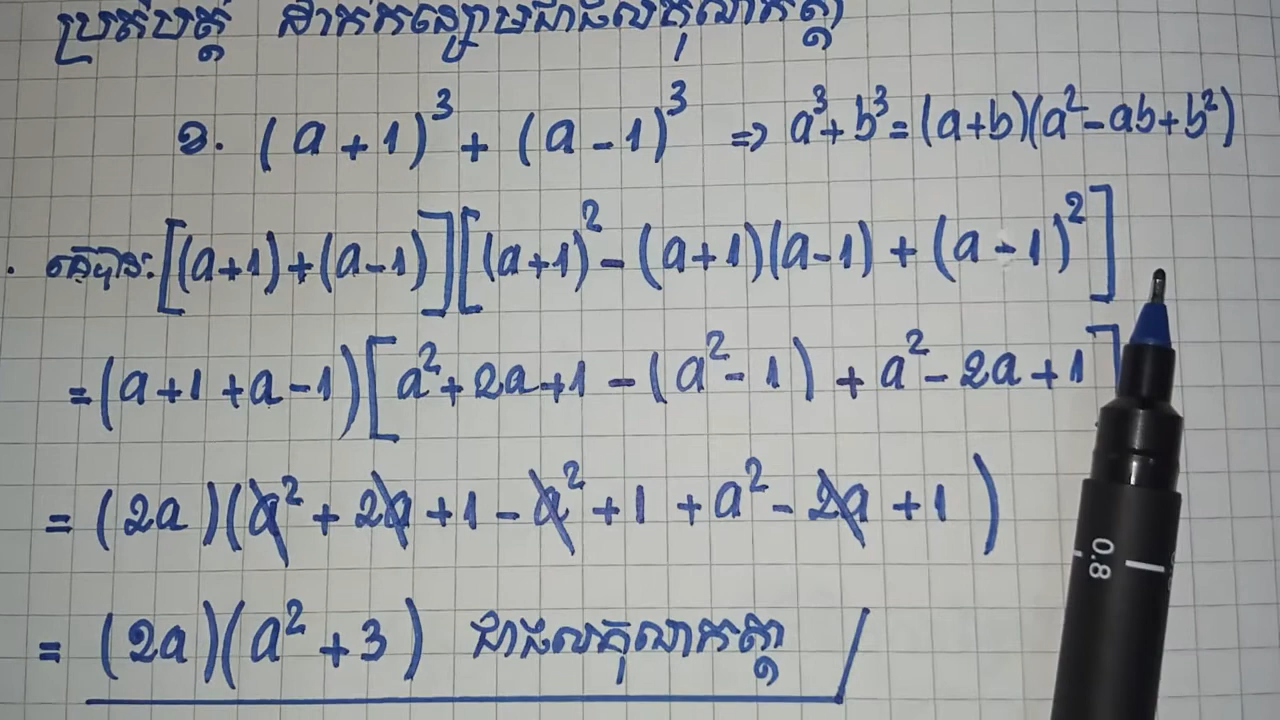 ប្រតិបត្តិ ដាក់កន្សោមជាផលគុណកត្តា
១. (a+1)³ + (a-1)³ => a³+b³=(a+b)(a²-ab+b²)
. គេបាន: [(a+1)+(a-1)][(a+1)²-(a+1)(a-1)+(a-1)²]
=(a+1+a-1)[a²+2a+1-(a²-1)+a²-2a+1]
= (2a)(a²+2a+1-a²+1+a²-2a+1)
= (2a)(a²+3) ជាផលគុណកត្តា
0.8